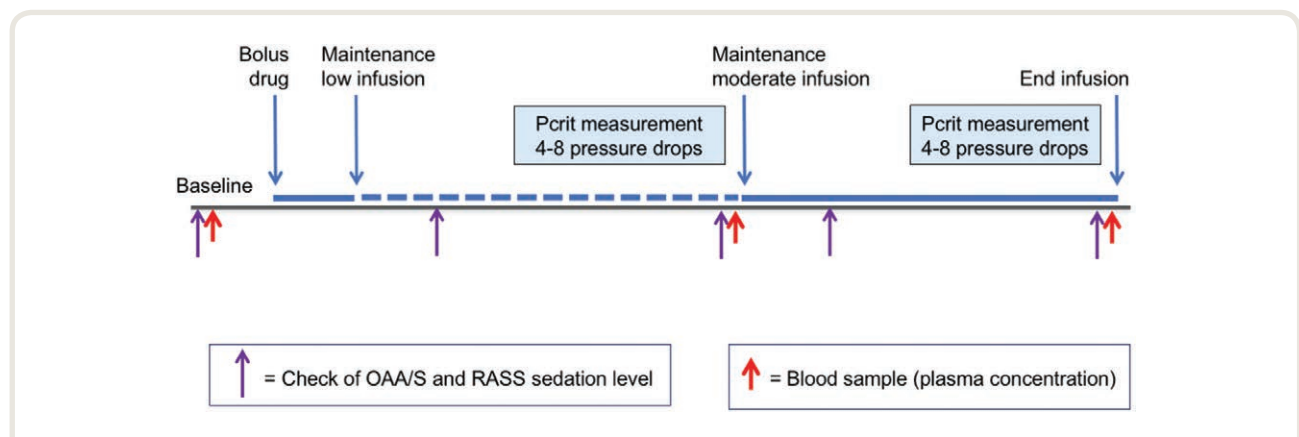 Bolus drug
Maintenance low infusion
Maintenance moderate infusion
End infusion
Pcrit measurement
4-8 pressure drops
Pcrit measurement
4-8 pressure drops
Baseline
= Check of OAA/S and RASS sedation level
= Blood sample (plasma concentration)